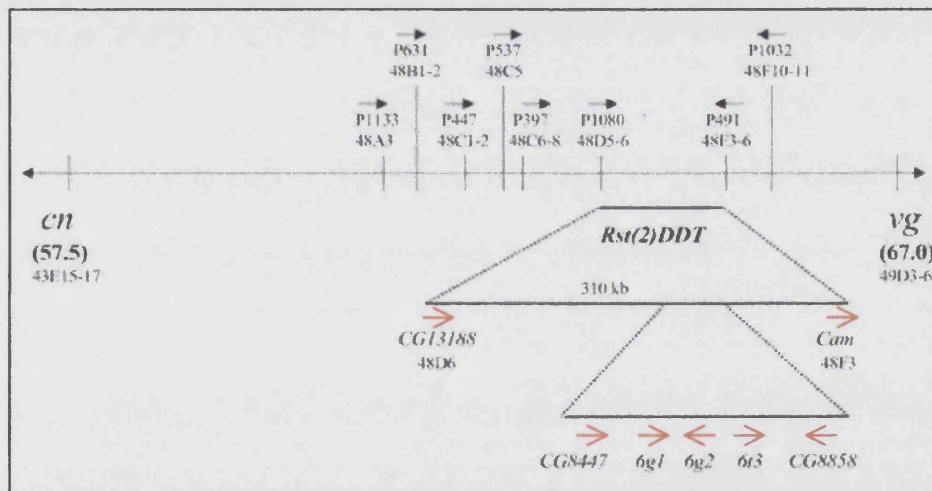 P631 P537 P1032
48B1-2 48C5 48F10-11
P1133 P447 P397 P1080 P491
48A3 48C1-2 48C6-8 48D5-6 48F3-6
cn vg
(57.5) Rst(2)DDT (67.0)
43E15-17 49D3-6
310 kb
CG13188 Cam
48D6 48F3
CG8447 6g1 6g2 6t3 CG8858